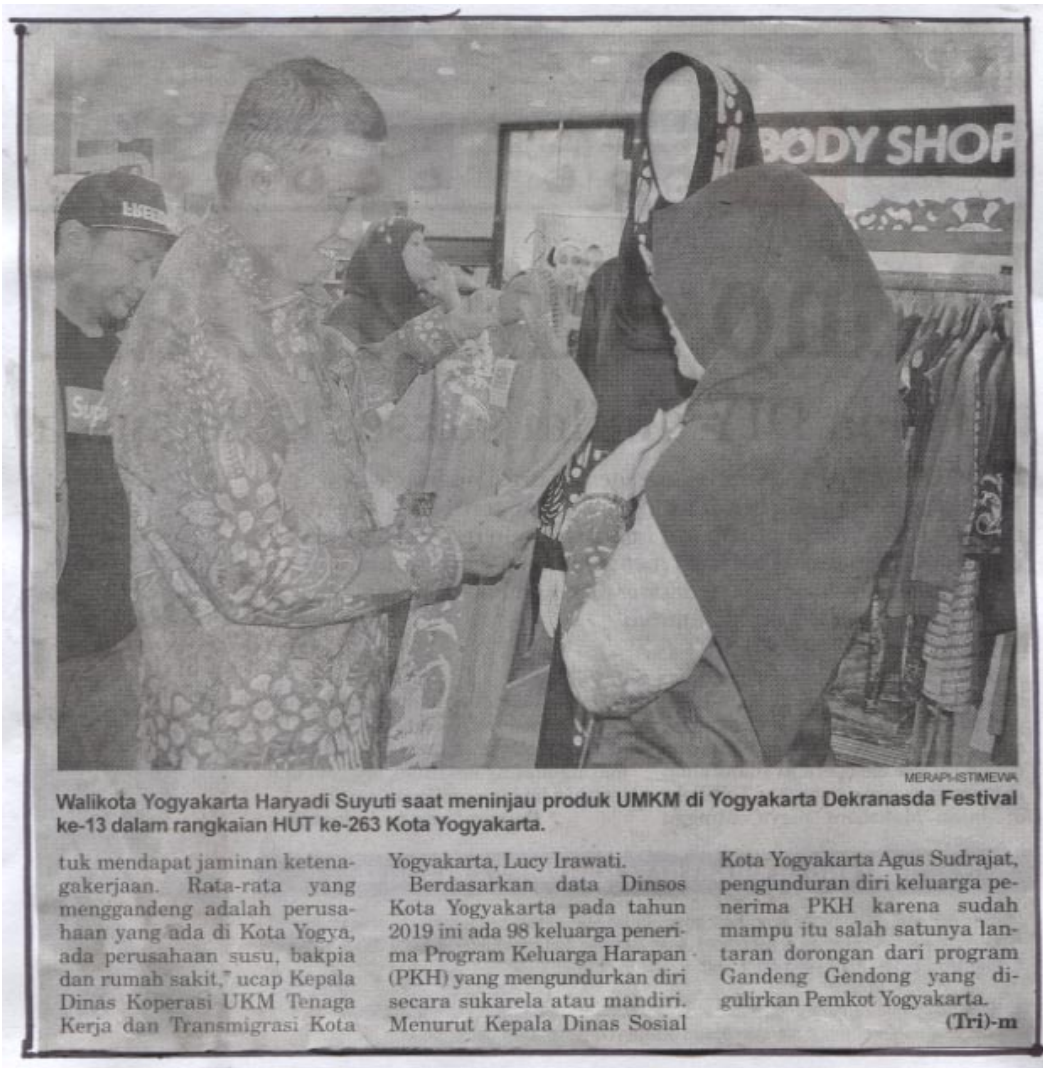 FREEDO
Sup
BODY SHOP
MERAPI-ISTIMEWA
Walikota Yogyakarta Haryadi Suyuti saat meninjau produk UMKM di Yogyakarta Dekranasda Festival
ke-13 dalam rangkaian HUT ke-263 Kota Yogyakarta.
tuk mendapat jaminan ketena-
gakerjaan. Rata-rata yang
menggandeng adalah perusa-
haan yang ada di Kota Yogya,
ada perusahaan susu, bakpia
dan rumah sakit," ucap Kepala
Dinas Koperasi UKM Tenaga
Kerja dan Transmigrasi Kota
Yogyakarta, Lucy Irawati.
Berdasarkan data Dinsos
Kota Yogyakarta pada tahun
2019 ini ada 98 keluarga peneri-
ma Program Keluarga Harapan
(PKH) yang mengundurkan diri
secara sukarela atau mandiri.
Menurut Kepala Dinas Sosial
Kota Yogyakarta Agus Sudrajat,
pengunduran diri keluarga pe-
nerima PKH karena sudah
mampu itu salah satunya lan-
taran dorongan dari program
Gandeng Gendong yang di-
gulirkan Pemkot Yogyakarta.
(Tri)-m